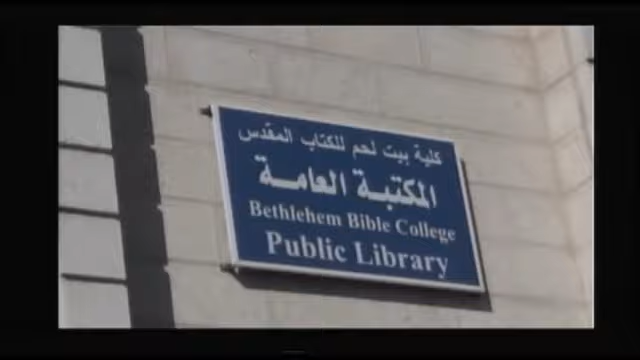 كلية بيت لحم للكتاب المقدس
المكتبة العامة
Bethlehem Bible College
Public Library